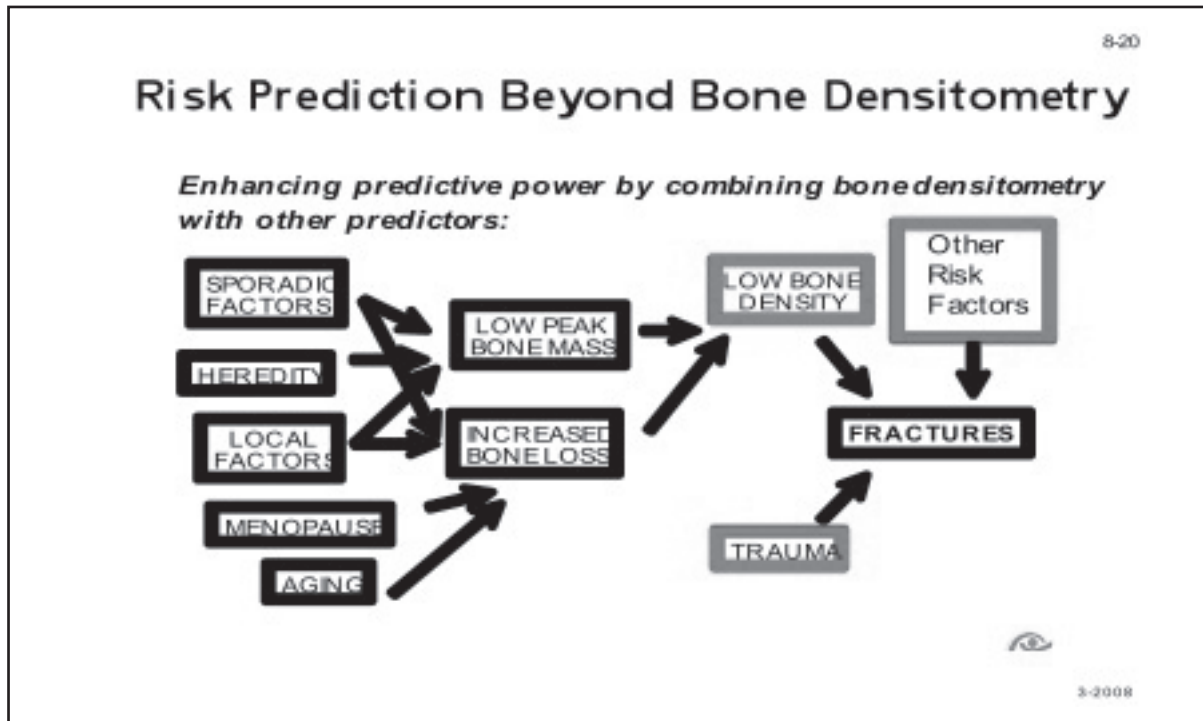 8-20
Risk Prediction Beyond Bone Densitometry
Enhancing predictive power by combining bone densitometry
with other predictors:
SPORADIC
FACTORS
HEREDITY
LOCAL
FACTORS
MENOPAUSE
AGING
LOW PEAK
BONE MASS
INCREASED
BONE LOSS
LOW BONE
DENSITY
Other
Risk
Factors
FRACTURES
TRAUMA
3-2008